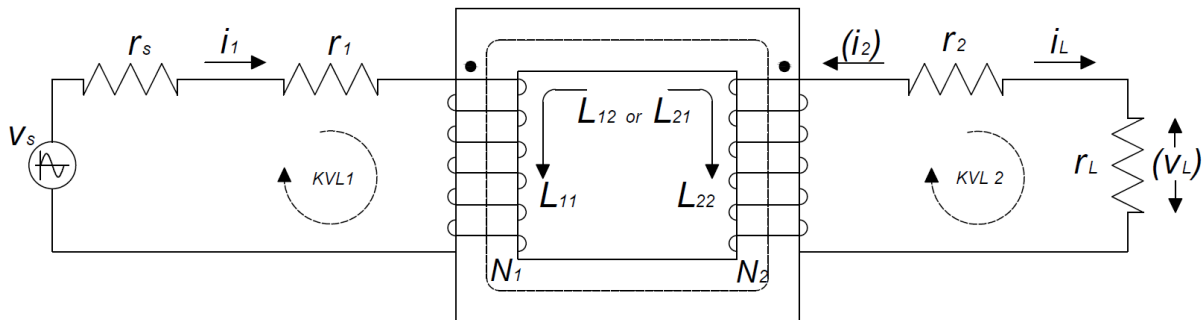 rs i1 r1 (i2) r2 iL
vs L12 or L21 rL (vL)
KVL1 L11 L22 KVL 2
N1 N2